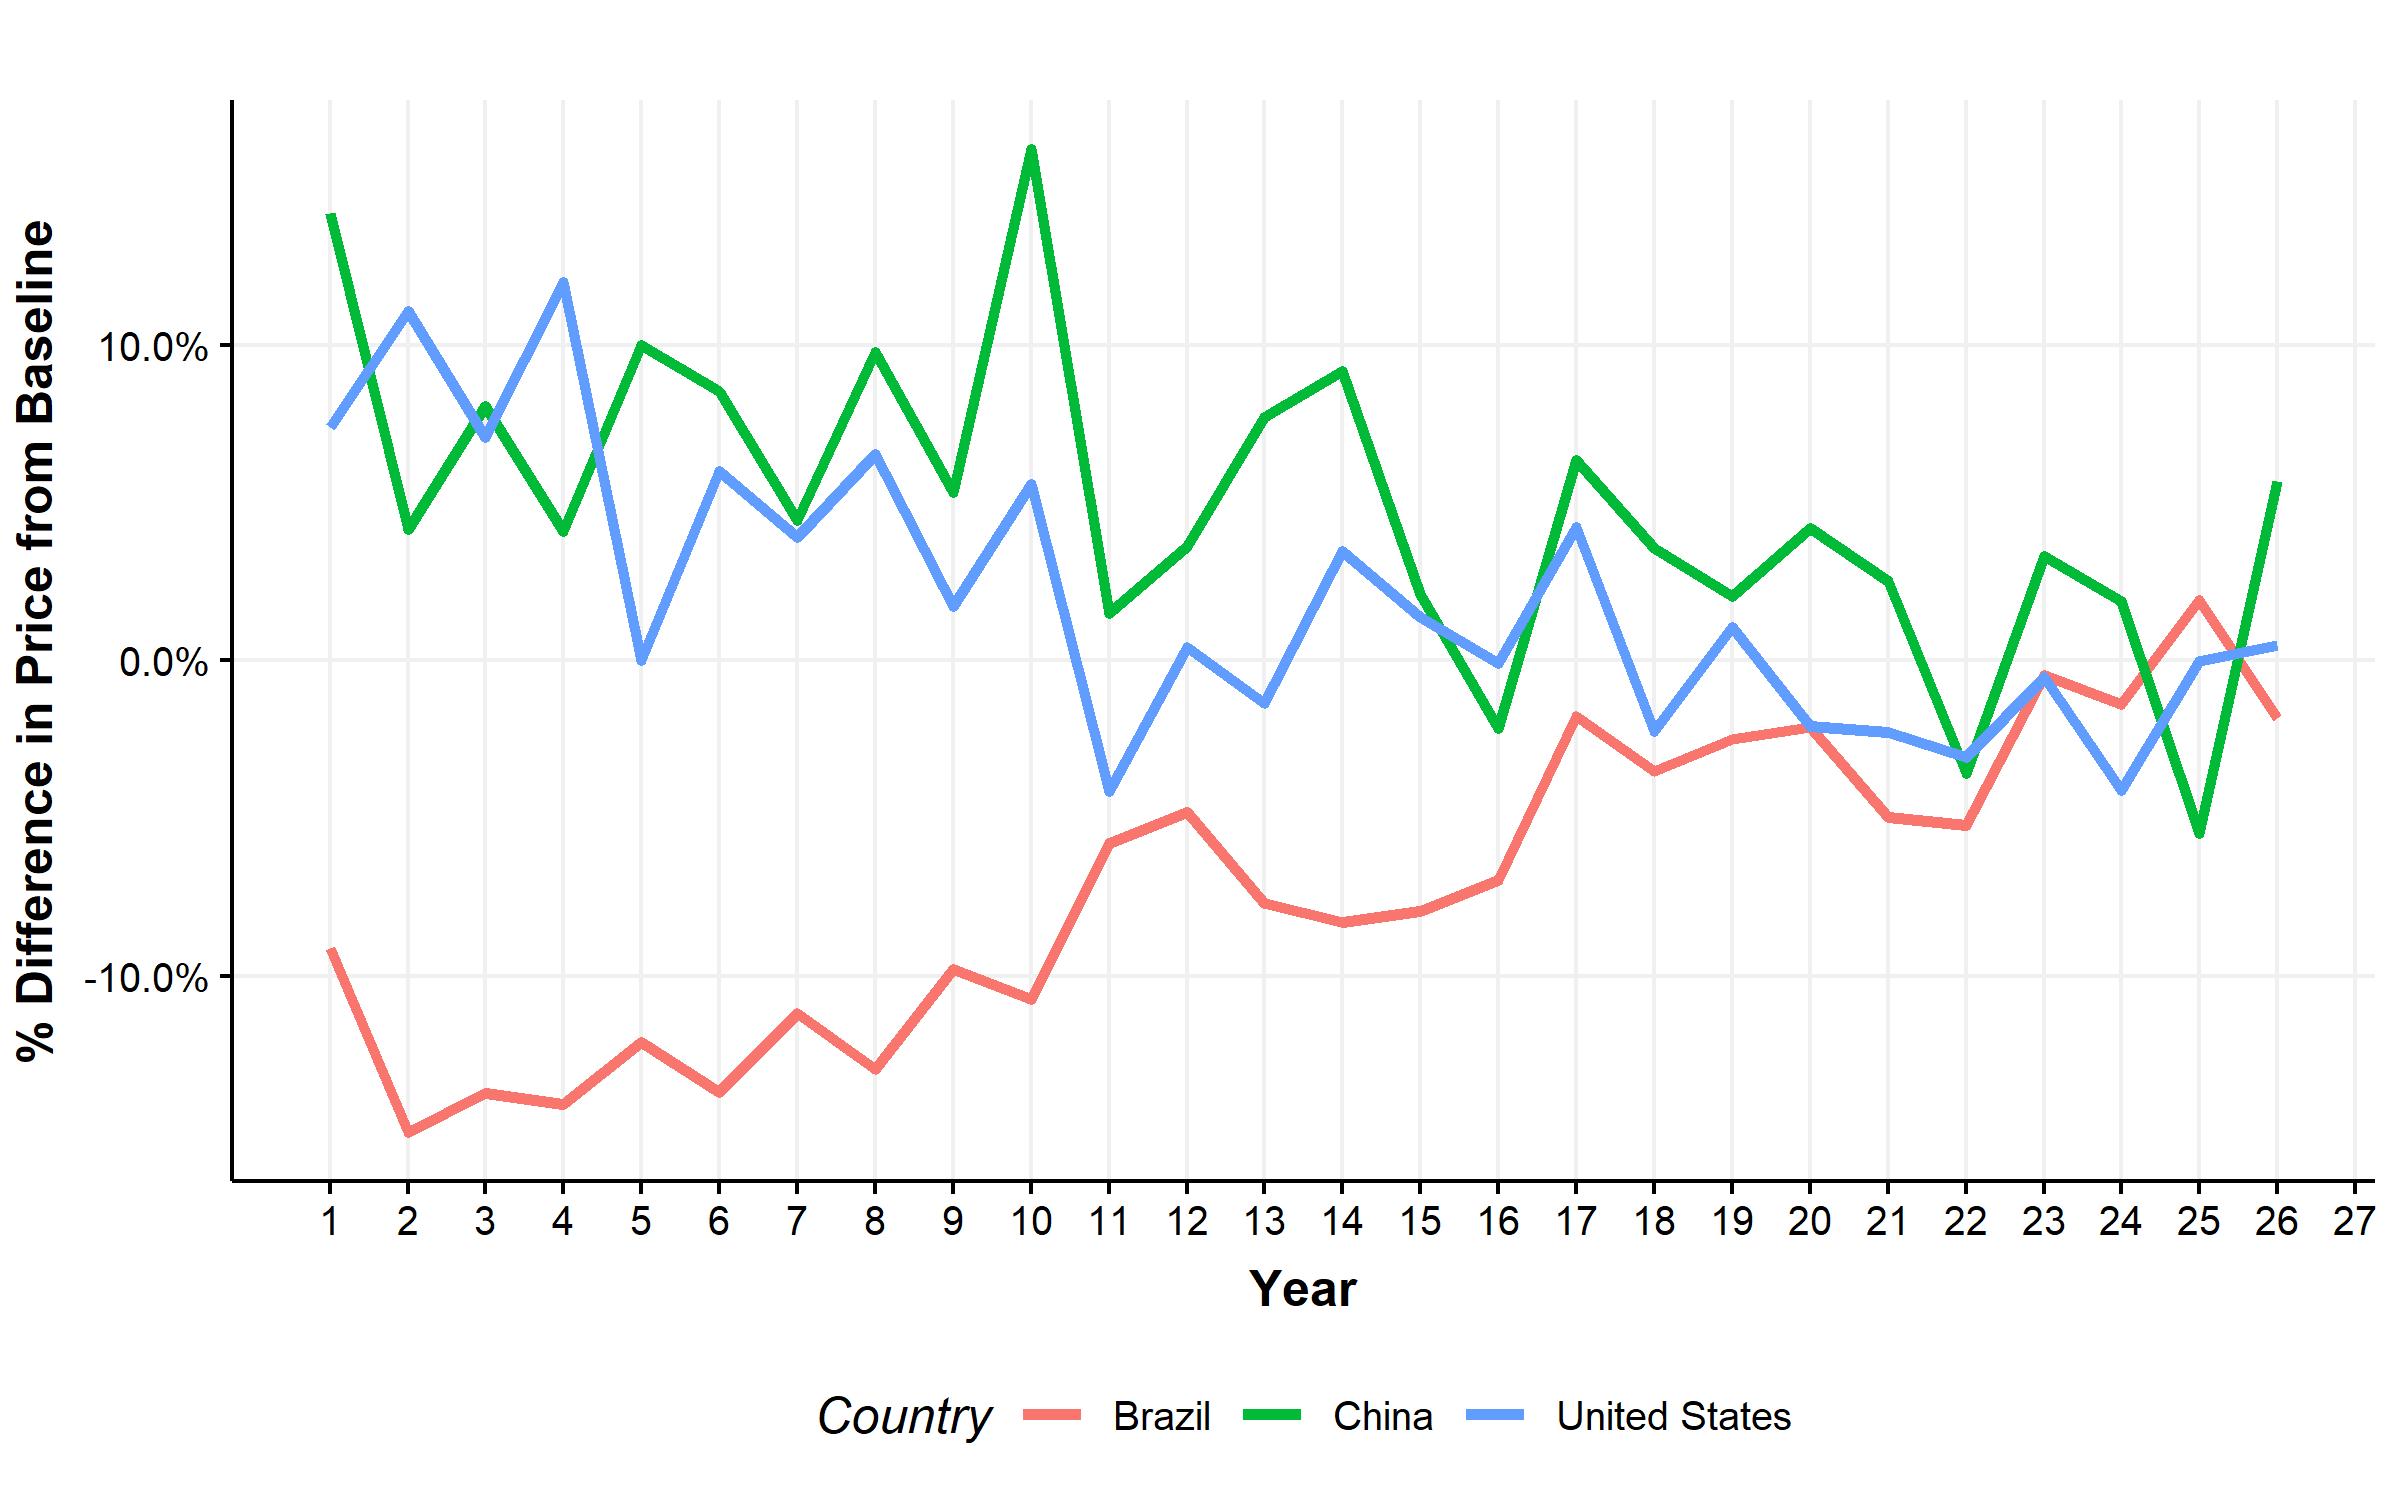 % Difference in Price from Baseline
10.0%
0.0%
-10.0%
1 2 3 4 5 6 7 8 9 10 11 12 13 14 15 16 17 18 19 20 21 22 23 24 25 26 27
Year
Country Brazil China United States